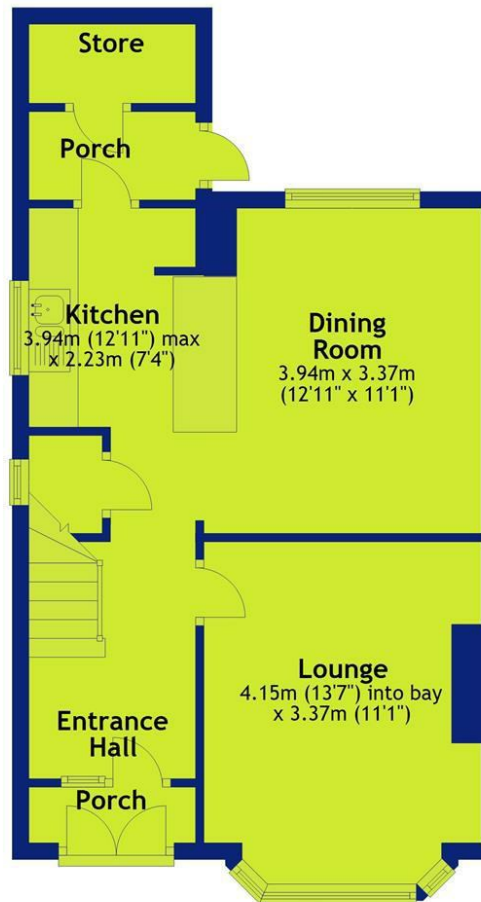 Store
Porch
Kitchen
3.94m (12'11") max
x 2.23m (7'4")
Dining
Room
3.94m x 3.37m
(12'11" x 11'1")
Lounge
4.15m (13'7") into bay
x 3.37m (11'1")
Entrance
Hall
Porch